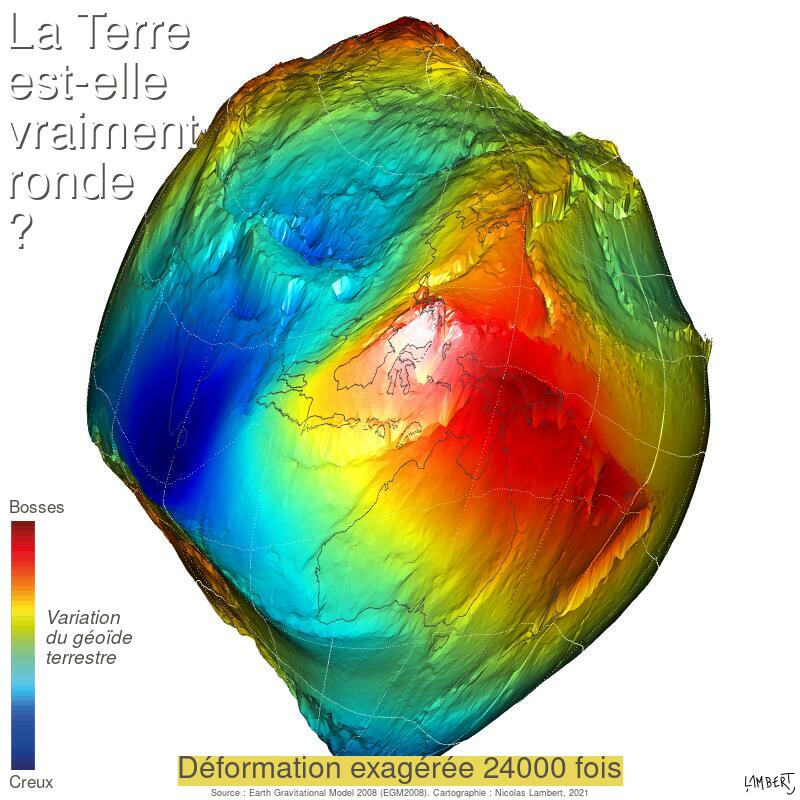 La Terre
est-elle
vraiment
ronde
?
Bosses
Variation
du géoïde
terrestre
Creux
Déformation exagérée 24000 fois
Source : Earth Gravitational Model 2008 (EGM2008). Cartographie : Nicolas Lambert, 2021
LAMBERT